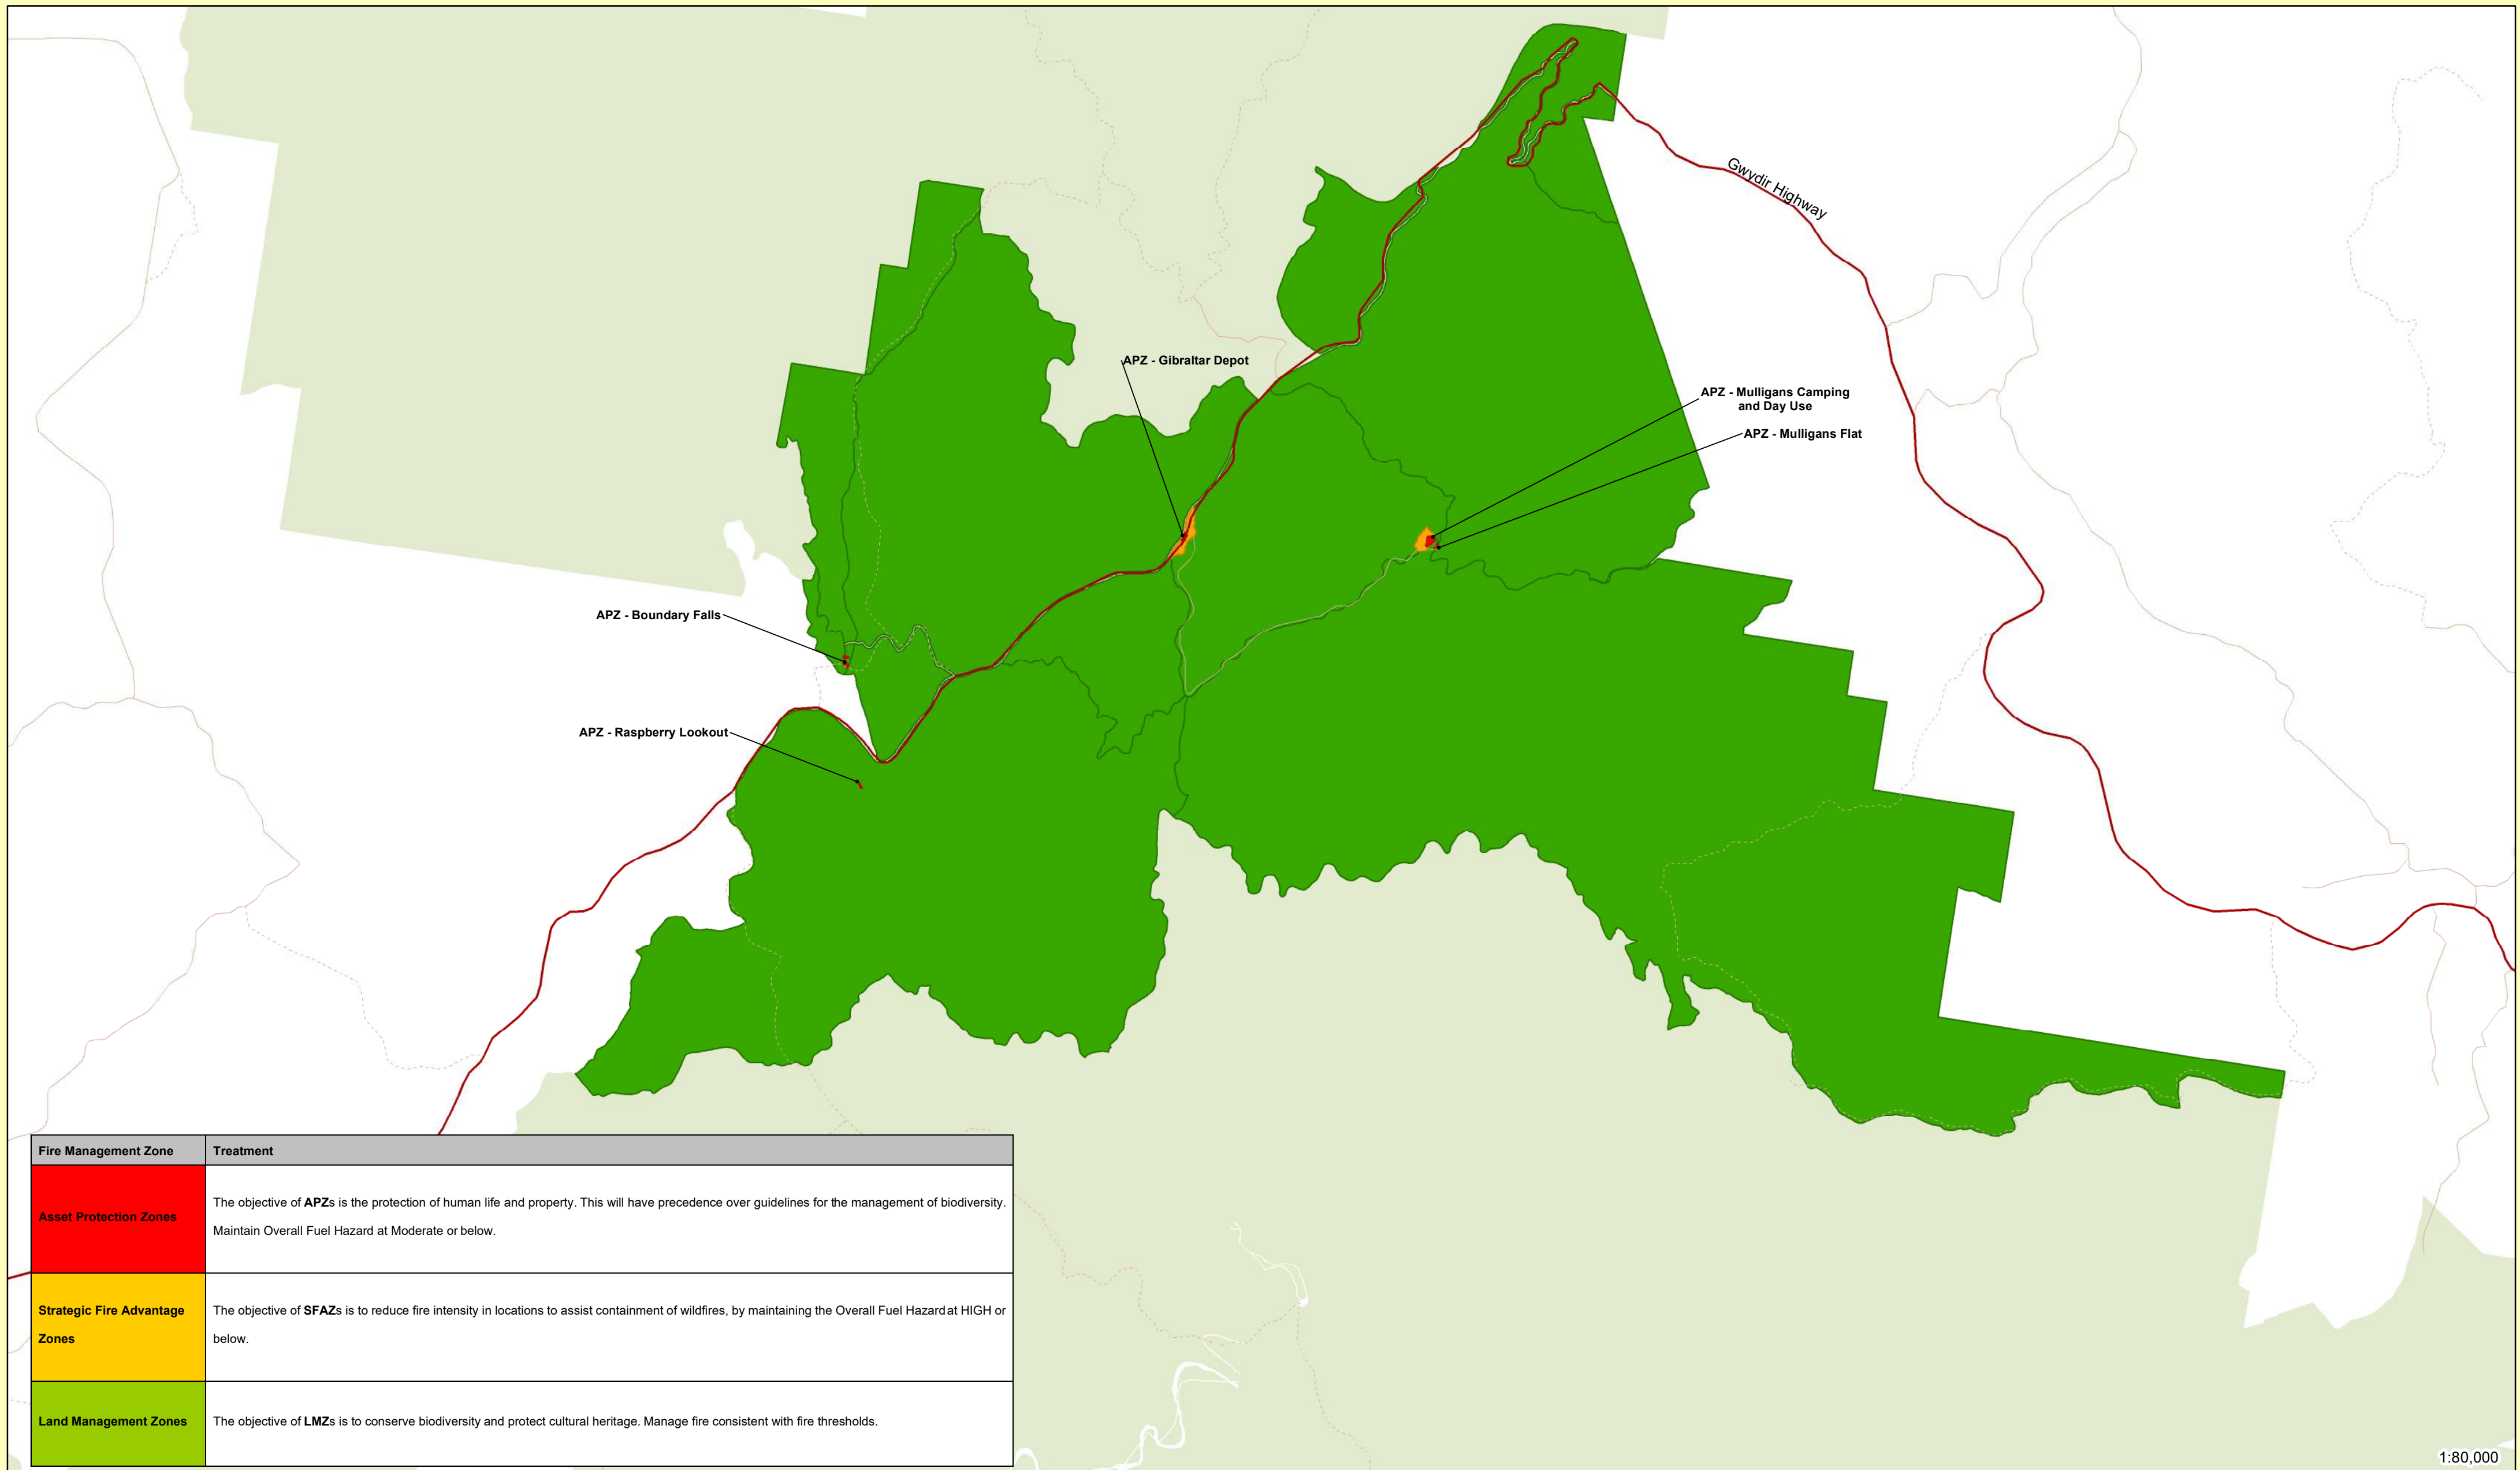 Gwydir Highway
APZ - Gibraltar Depot
APZ - Mulligans Camping
and Day Use
APZ - Mulligans Flat
APZ - Boundary Falls
APZ - Raspberry Lookout
Fire Management Zone
Treatment
Asset Protection Zones
The objective of APZs is the protection of human life and property. This will have precedence over guidelines for the management of biodiversity.
Maintain Overall Fuel Hazard at Moderate or below.
Strategic Fire Advantage
Zones
The objective of SFAZs is to reduce fire intensity in locations to assist containment of wildfires, by maintaining the Overall Fuel Hazard at HIGH or
below.
Land Management Zones
The objective of LMZs is to conserve biodiversity and protect cultural heritage. Manage fire consistent with fire thresholds.
1:80,000